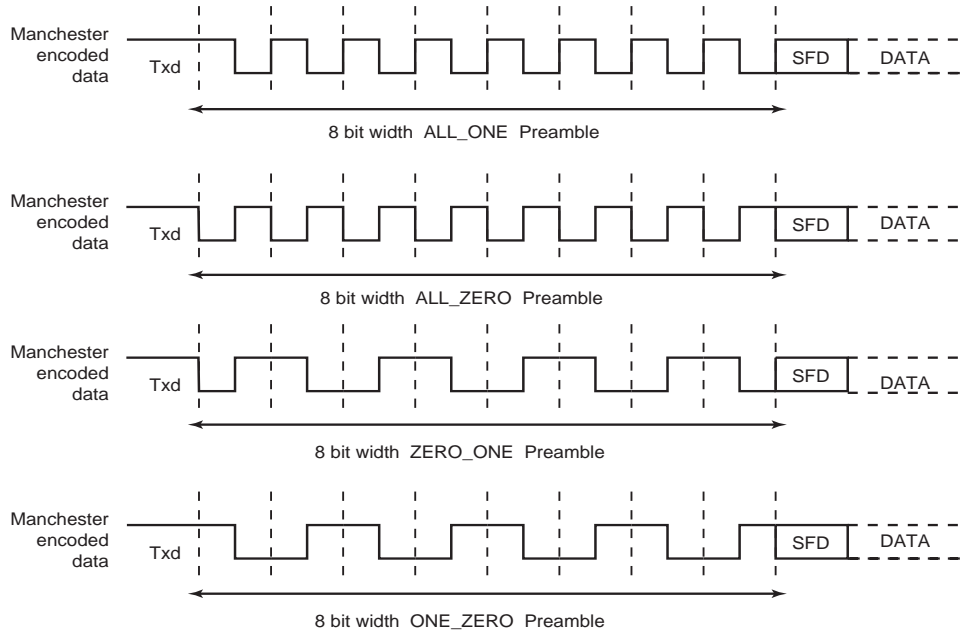 Manchester
encoded
data
Txd
SFD
DATA
8 bit width ALL_ONE Preamble
Manchester
encoded
data
Txd
SFD
DATA
8 bit width ALL_ZERO Preamble
Manchester
encoded
data
Txd
SFD
DATA
8 bit width ZERO_ONE Preamble
Manchester
encoded
data
Txd
SFD
DATA
8 bit width ONE_ZERO Preamble